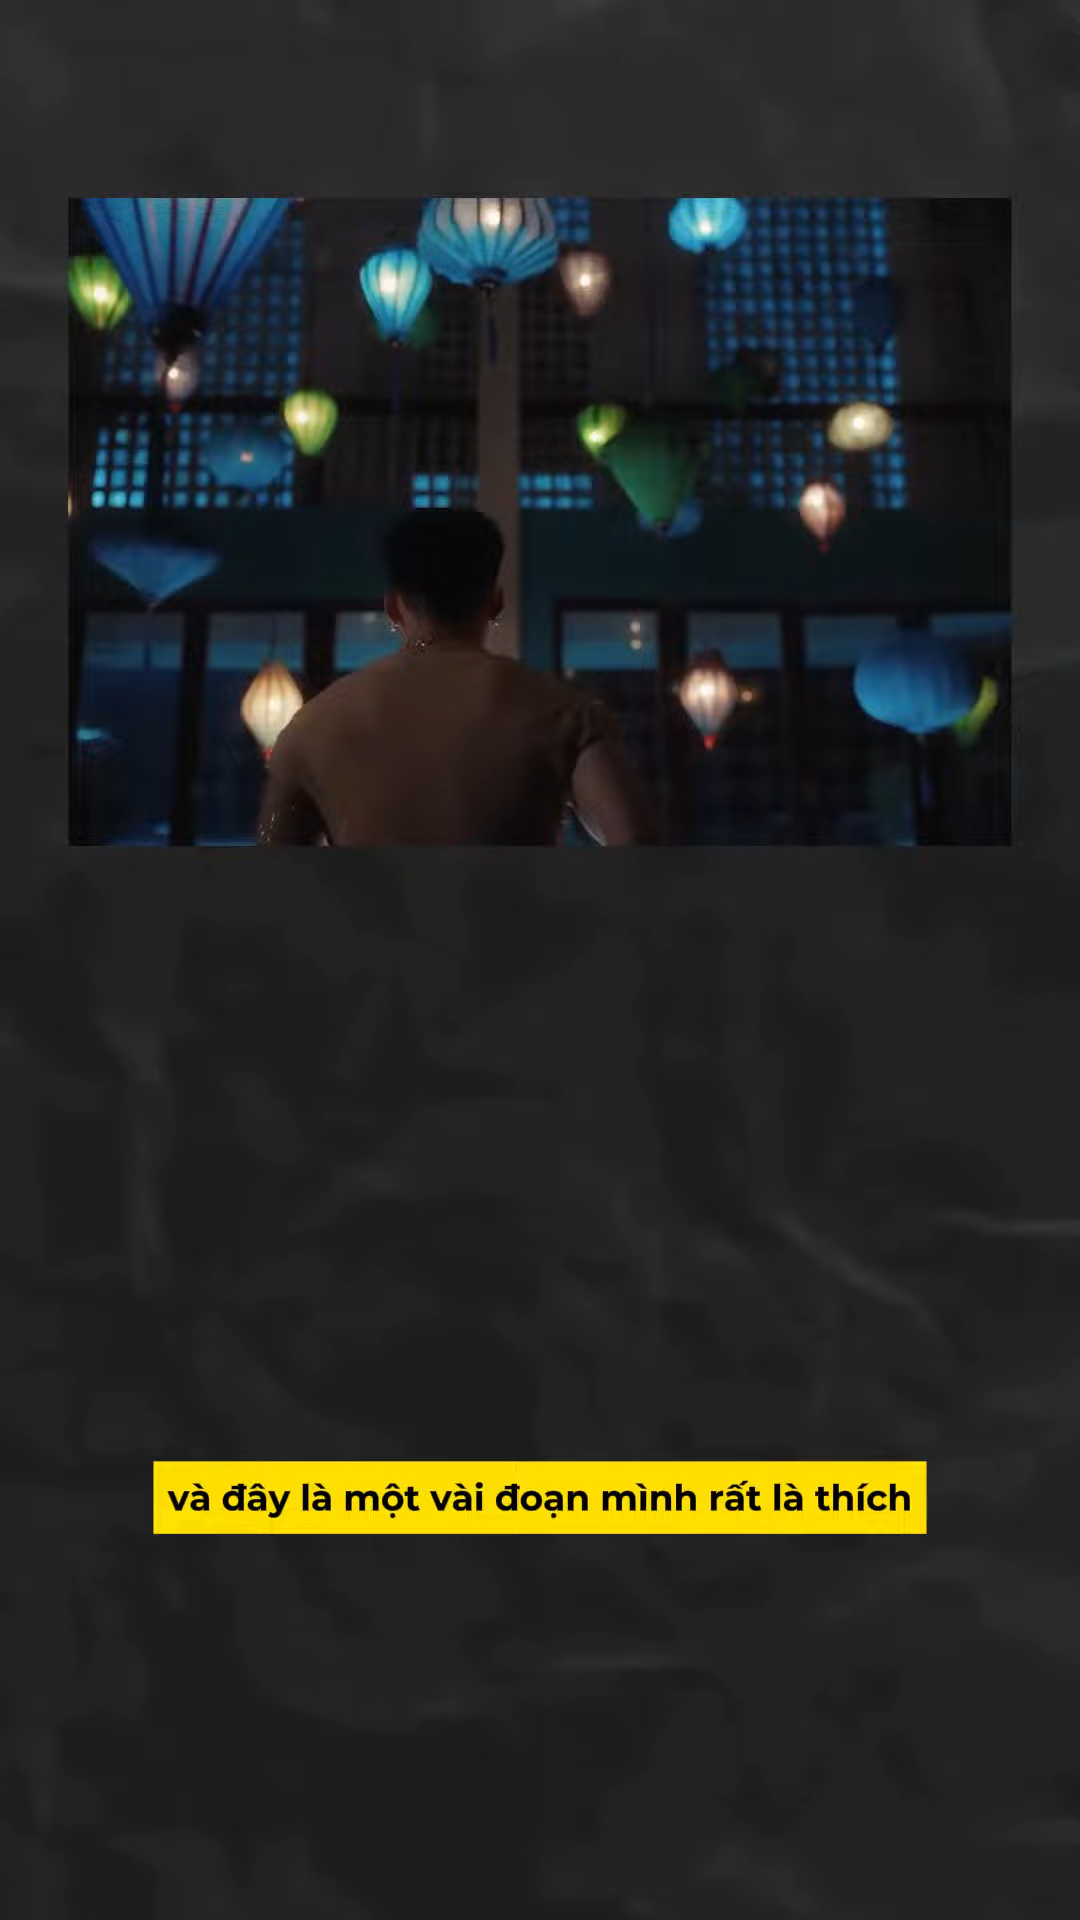 và đây là một vài đoạn mình rất là thích